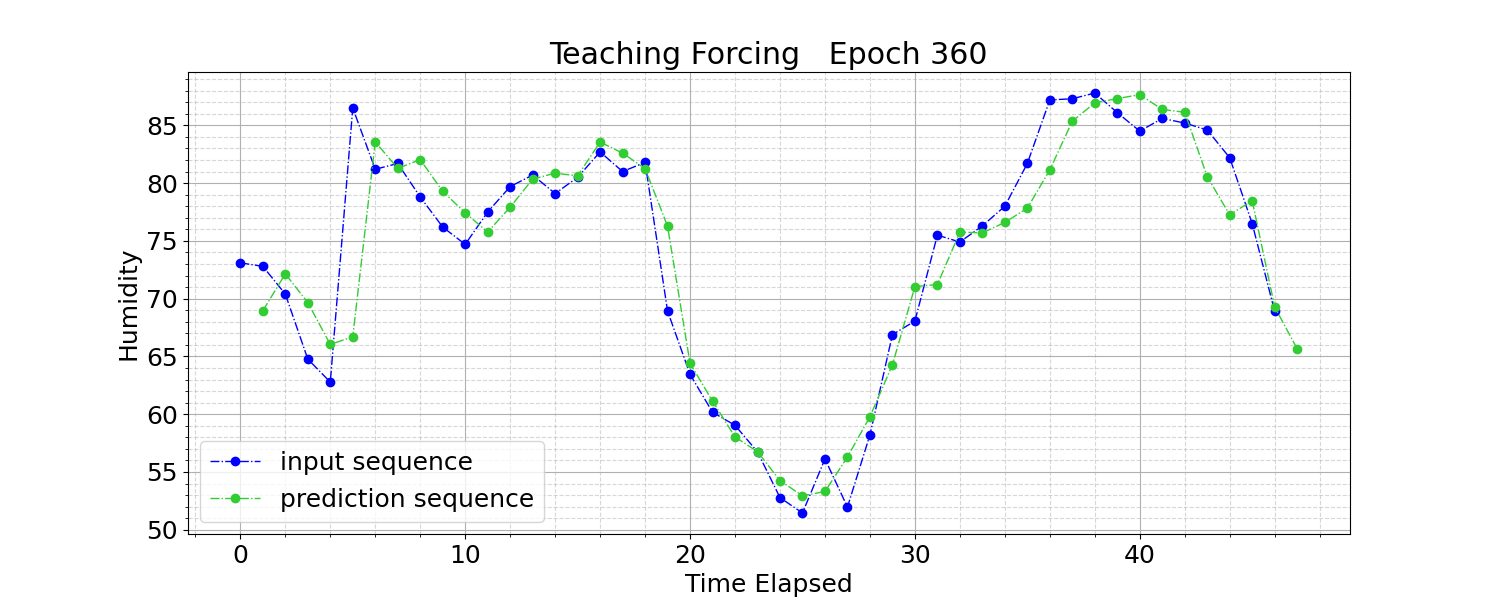 Teaching Forcing   Epoch 360
Humidity
85
80
75
70
65
60
55
50
input sequence
prediction sequence
0 10 20 30 40
Time Elapsed